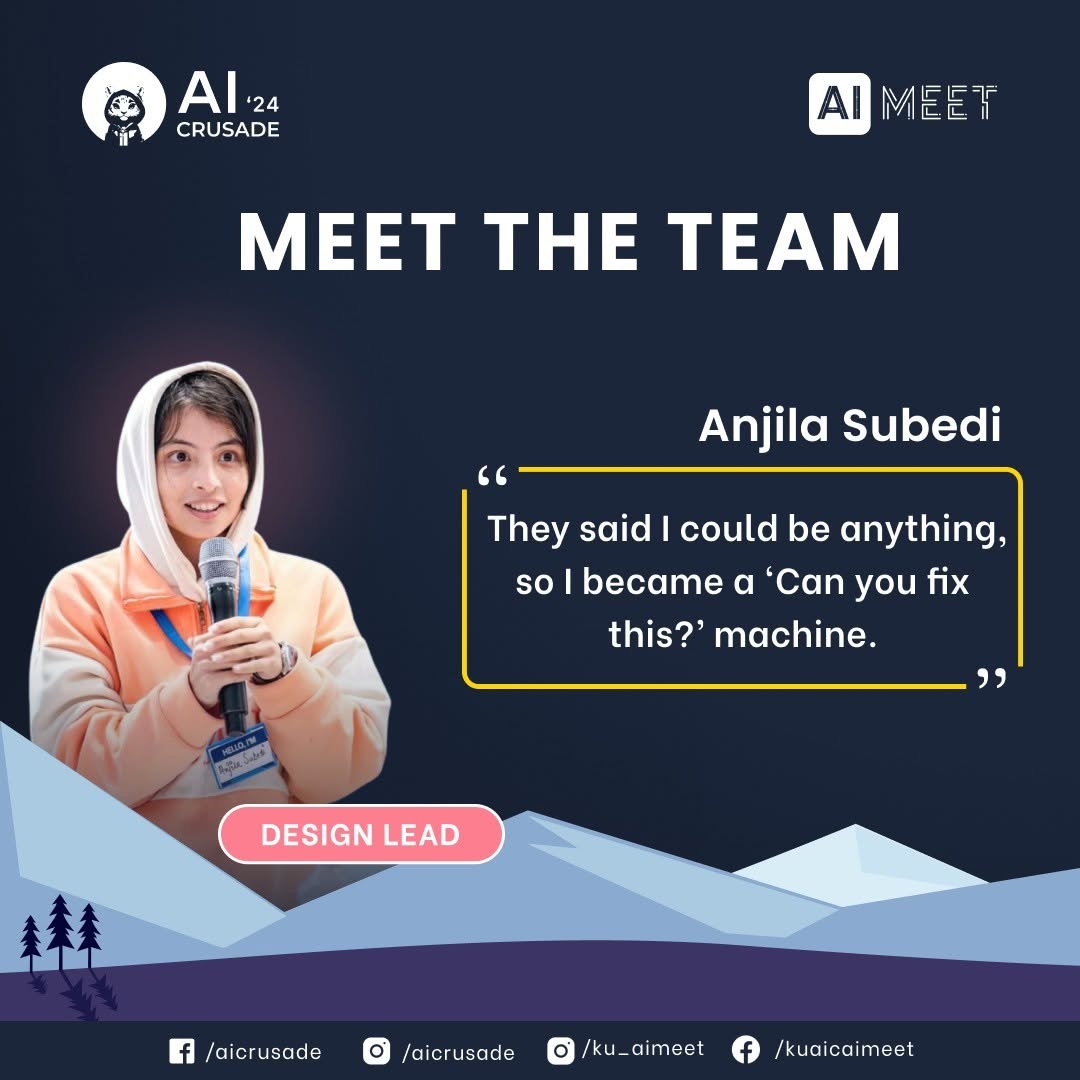 AI ‘24
CRUSADE
AI MEET
MEET THE TEAM
Anjila Subedi
“
They said I could be anything,
so I became a ‘Can you fix
this?’ machine.
”
HELLO, I'M
Anjila Subedi
DESIGN LEAD
/aicrusade
/aicrusade
/ku_aimeet
/kuaicaimeet